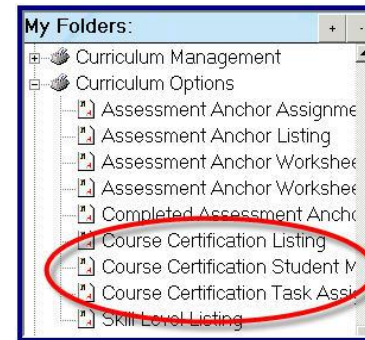 My Folders: + -
Curriculum Management
Curriculum Options
Assessment Anchor Assignme
Assessment Anchor Listing
Assessment Anchor Workshee
Assessment Anchor Workshee
Completed Assessment Ancho
Course Certification Listing
Course Certification Student M
Course Certification Task Assig
Skill Level Listing